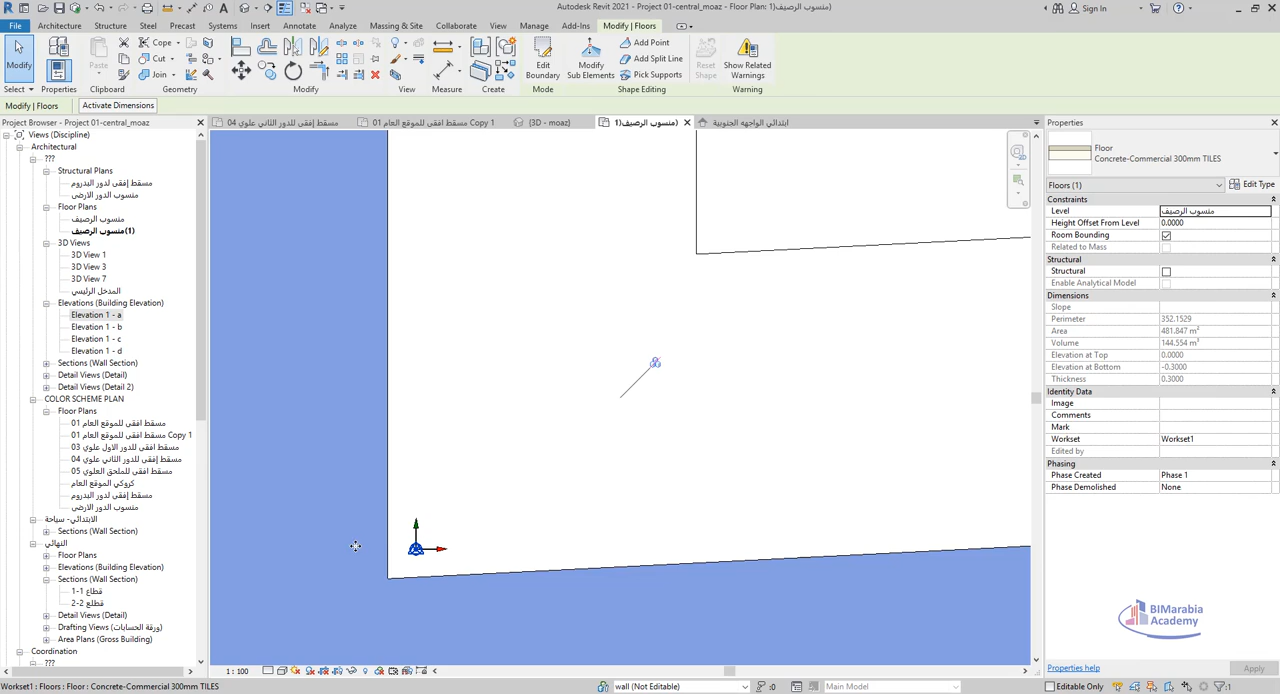 Autodesk Revit 2021 - Project 01-central_moaz - Floor Plan: منسوب الرصيف(1)
Sign In
File Architecture Structure Steel Precast Systems Insert Annotate Analyze Massing & Site Collaborate View Manage Add-Ins Modify | Floors
Modify
Paste
Cope
Cut
Join
Edit Boundary
Modify Sub Elements
Add Point
Add Split Line
Pick Supports
Reset Shape
Show Related Warnings
Select Properties Clipboard Geometry Modify View Measure Create Mode Shape Editing Warning
Modify | Floors Activate Dimensions
Project Browser - Project 01-central_moaz
04 مسقط إفقى للدور الثاني علوي
01 مسقط افقى للموقع العام Copy 1
{3D - moaz}
منسوب الرصيف(1)
ابتدائي الواجهه الجنوبية
Views (Discipline)
Architectural
???
Structural Plans
مسقط إفقى لدور البدروم
منسوب الدور الارضى
Floor Plans
منسوب الرصيف
منسوب الرصيف(1)
3D Views
3D View 1
3D View 3
3D View 7
المدخل الرئيسي
Elevations (Building Elevation)
Elevation 1 - a
Elevation 1 - b
Elevation 1 - c
Elevation 1 - d
Sections (Wall Section)
Detail Views (Detail)
Detail Views (Detail 2)
COLOR SCHEME PLAN
Floor Plans
01 مسقط افقى للموقع العام
01 مسقط افقى للموقع العام Copy 1
03 مسقط افقى للدور الاول علوي
04 مسقط إفقى للدور الثاني علوي
05 مسقط افقى للملحق العلوي
كروكي الموقع العام
مسقط إفقى لدور البدروم
منسوب الدور الارضى
الابتدائي- سياحة
Sections (Wall Section)
النهائي
Floor Plans
Elevations (Building Elevation)
Sections (Wall Section)
قطاع 1-1
قطلع 2-2
Detail Views (Detail)
Drafting Views (ورقة الحسابات)
Area Plans (Gross Building)
Coordination
???
Properties
Floor
Concrete-Commercial 300mm TILES
Floors (1) Edit Type
Constraints
Level منسوب الرصيف
Height Offset From Level 0.0000
Room Bounding
Related to Mass
Structural
Structural
Enable Analytical Model
Dimensions
Slope
Perimeter 352.1529
Area 481.847 m²
Volume 144.554 m³
Elevation at Top 0.0000
Elevation at Bottom -0.3000
Thickness 0.3000
Identity Data
Image
Comments
Mark
Workset Workset1
Edited by
Phasing
Phase Created Phase 1
Phase Demolished None
BIMarabia
Academy
Properties help Apply
1 : 100
Workset1 : Floors : Floor : Concrete-Commercial 300mm TILES
wall (Not Editable)
:0
Main Model
Editable Only
:1